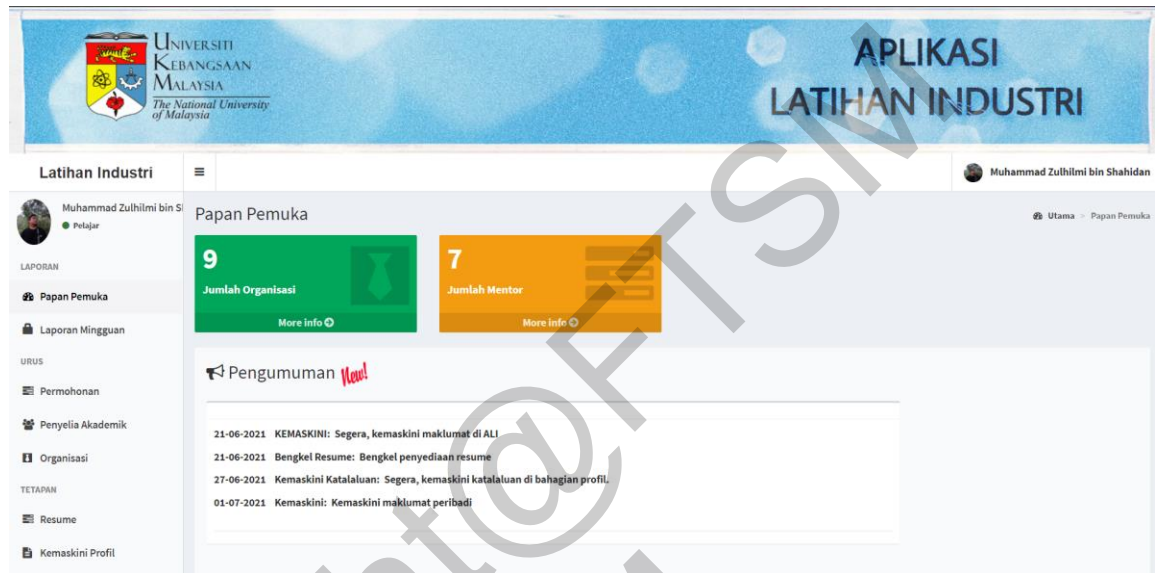 UNIVERSITI
KEBANGSAAN
MALAYSIA
The National University
of Malaysia
APLIKASI
LATIHAN INDUSTRI
Latihan Industri
Muhammad Zulhilmi bin Shahidan
Muhammad Zulhilmi bin S
Pelajar
Papan Pemuka
Utama > Papan Pemuka
LAPORAN
Papan Pemuka
Laporan Mingguan
URUS
Permohonan
Penyelia Akademik
Organisasi
TETAPAN
Resume
Kemaskini Profil
9
Jumlah Organisasi
More info
7
Jumlah Mentor
More info
Pengumuman New!
21-06-2021 KEMASKINI: Segera, kemaskini maklumat di ALI
21-06-2021 Bengkel Resume: Bengkel penyediaan resume
27-06-2021 Kemaskini Katalaluan: Segera, kemaskini katalaluan di bahagian profil.
01-07-2021 Kemaskini: Kemaskini maklumat peribadi
ht@FTSM